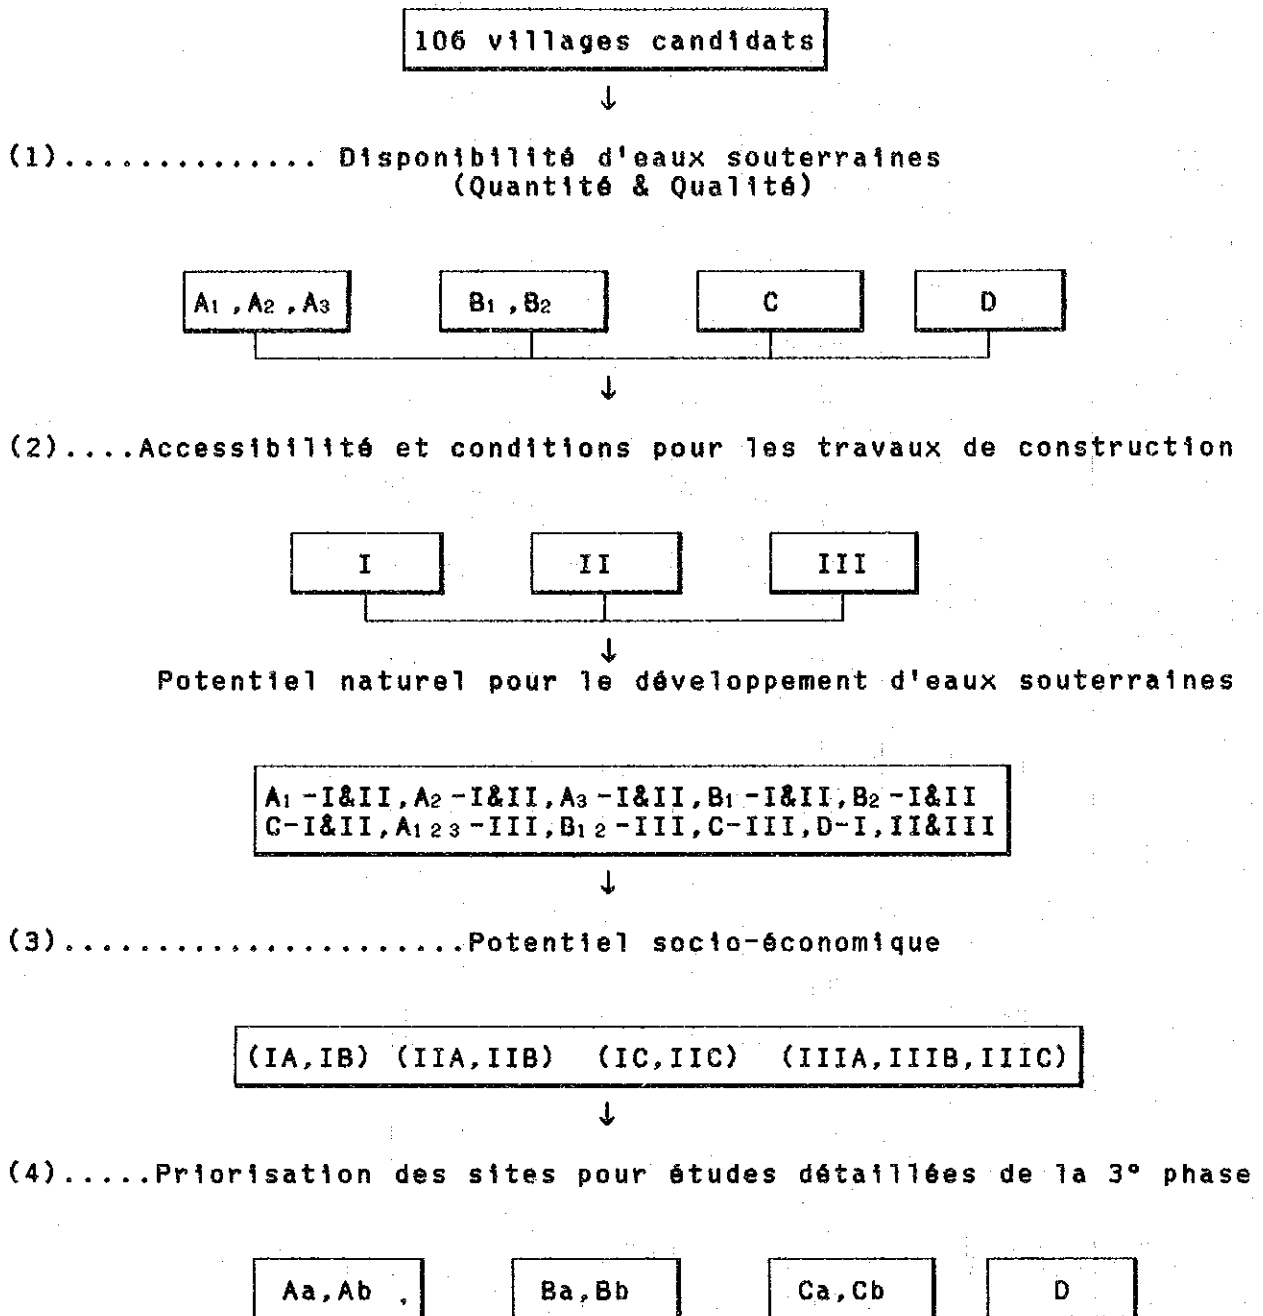 106 villages candidats
↓
(1).............. Disponibilité d'eaux souterraines
(Quantité & Qualité)
A1 ,A2 ,A3 B1 ,B2 C D
↓
(2)....Accessibilité et conditions pour les travaux de construction
I II III
↓
Potentiel naturel pour le développement d'eaux souterraines
A1 -I&II,A2 -I&II,A3 -I&II,B1 -I&II,B2 -I&II
C-I&II,A1 2 3 -III,B1 2 -III,C-III,D-I,II&III
↓
(3)......................Potentiel socio-économique
(IA,IB) (IIA,IIB) (IC,IIC) (IIIA,IIIB,IIIC)
↓
(4).....Priorisation des sites pour études détaillées de la 3° phase
Aa,Ab , Ba,Bb Ca,Cb D